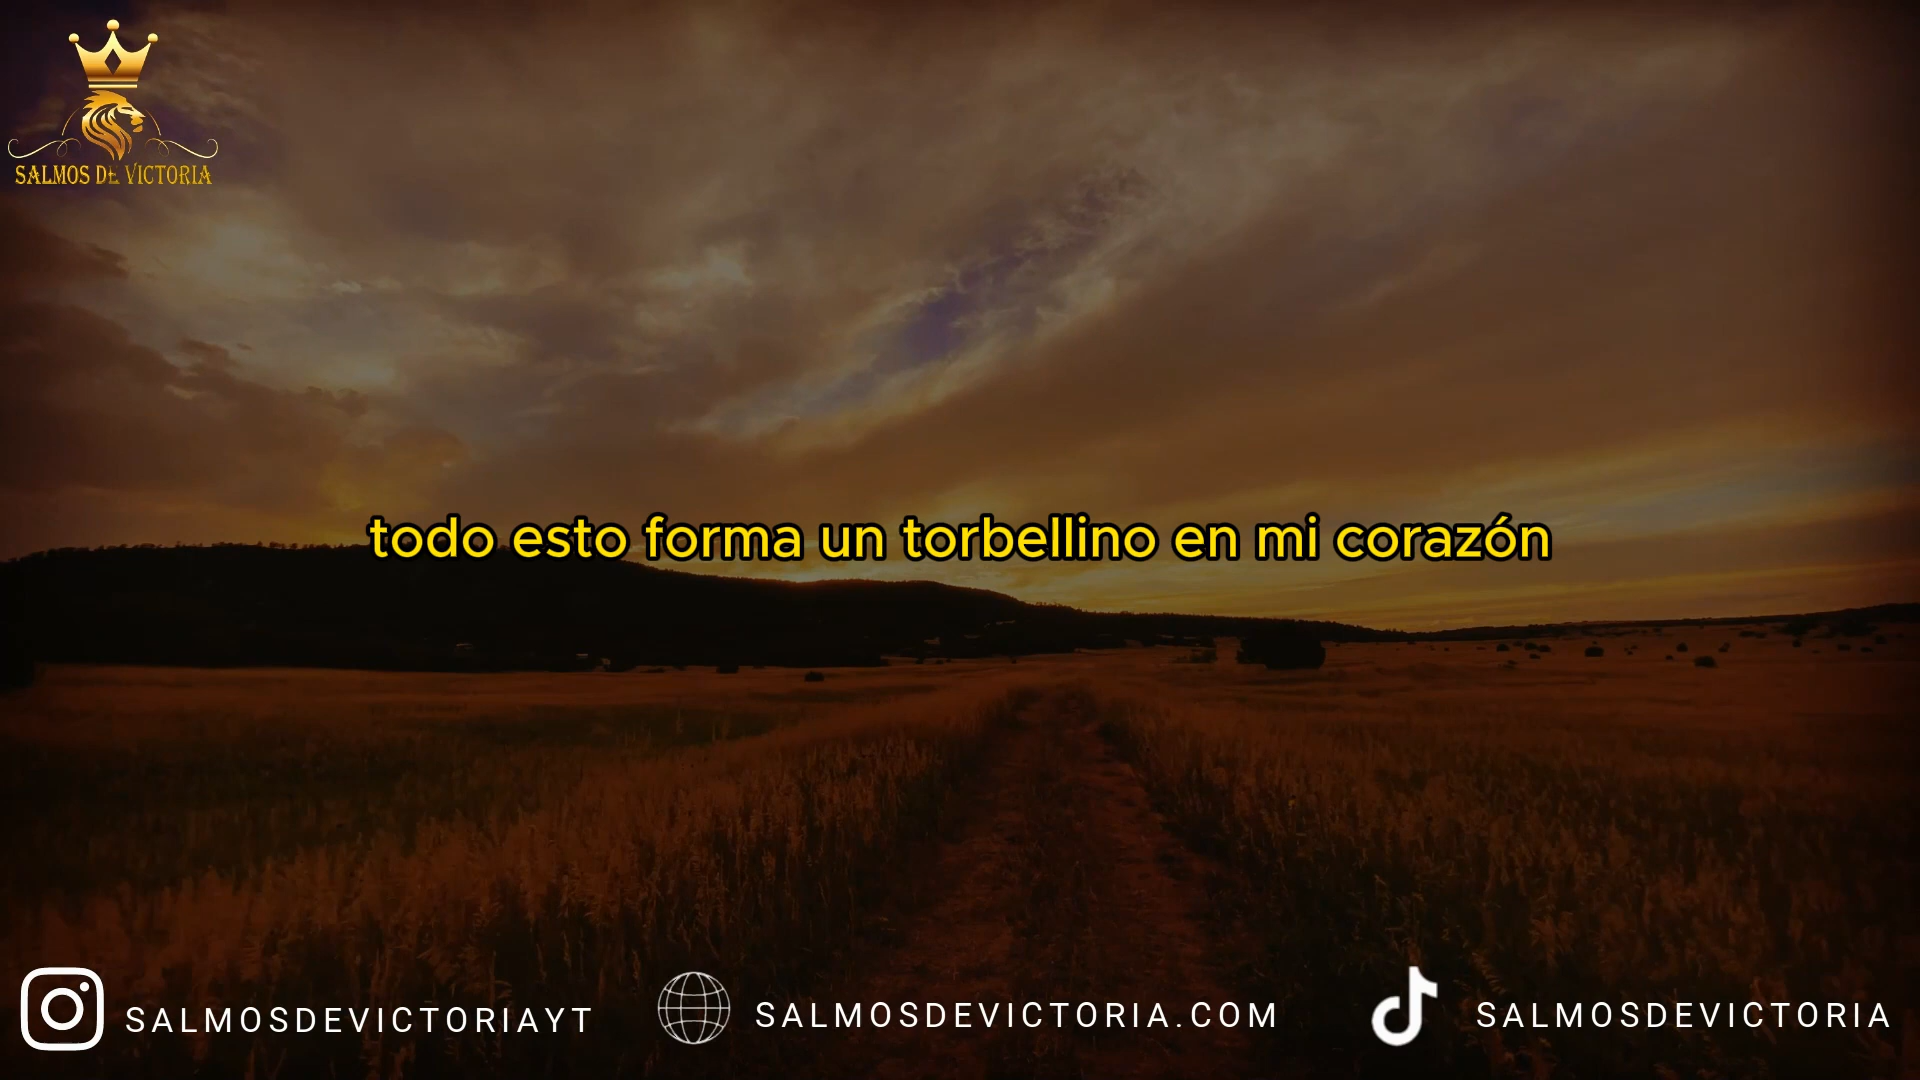 SALMOS DE VICTORIA
todo esto forma un torbellino en mi corazón
SALMOSDEVICTORIAYT
SALMOSDEVICTORIA.COM
SALMOSDEVICTORIA